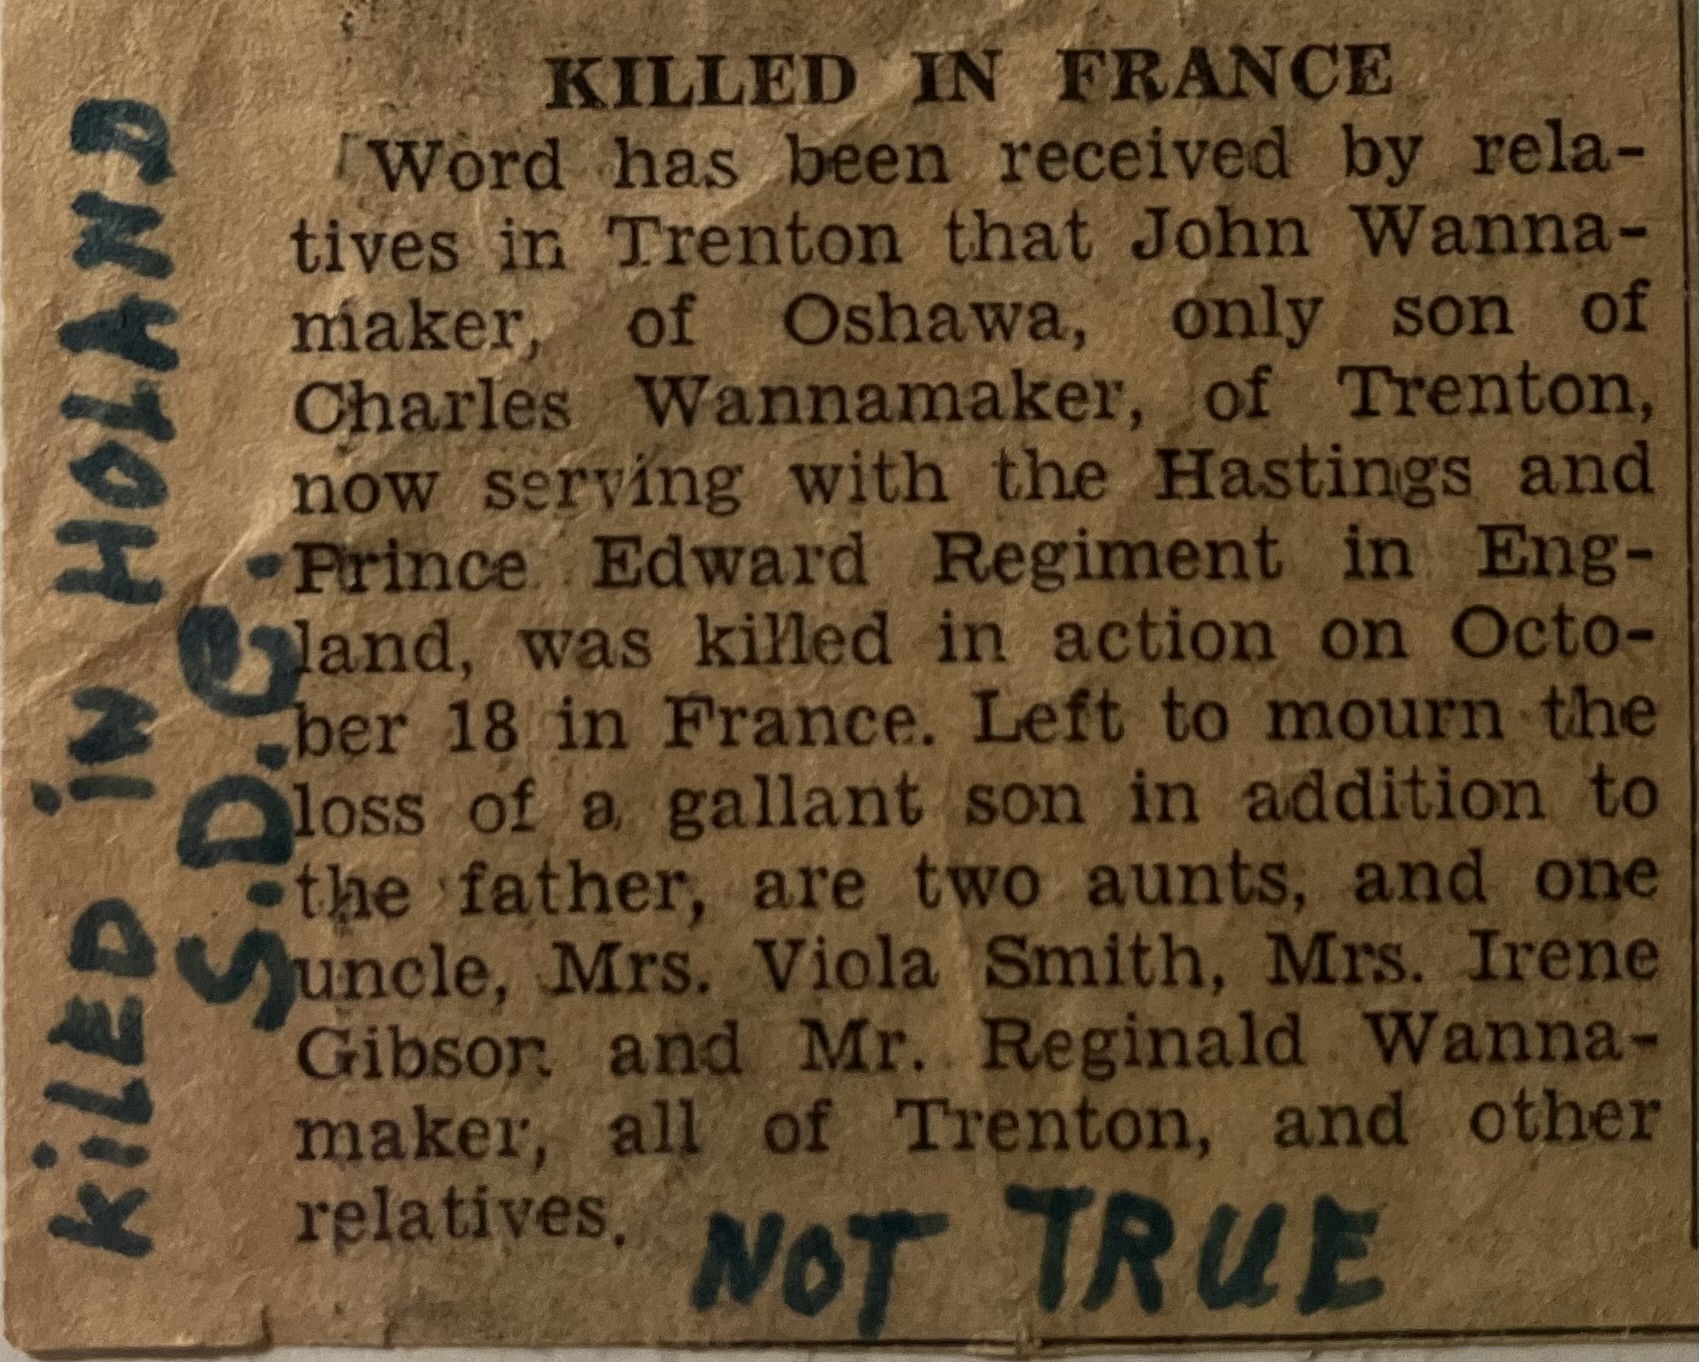 KILLED IN FRANCE
Word has been received by rela-
tives in Trenton that John Wanna-
maker, of Oshawa, only son of
Charles Wannamaker, of Trenton,
now serving with the Hastings and
Prince Edward Regiment in Eng-
land, was killed in action on Octo-
ber 18 in France. Left to mourn the
loss of a gallant son in addition to
the father, are two aunts, and one
uncle, Mrs. Viola Smith, Mrs. Irene
Gibson and Mr. Reginald Wanna-
maker, all of Trenton, and other
relatives.
NOT TRUE
KiLED iN HOLAND
S.D.G.